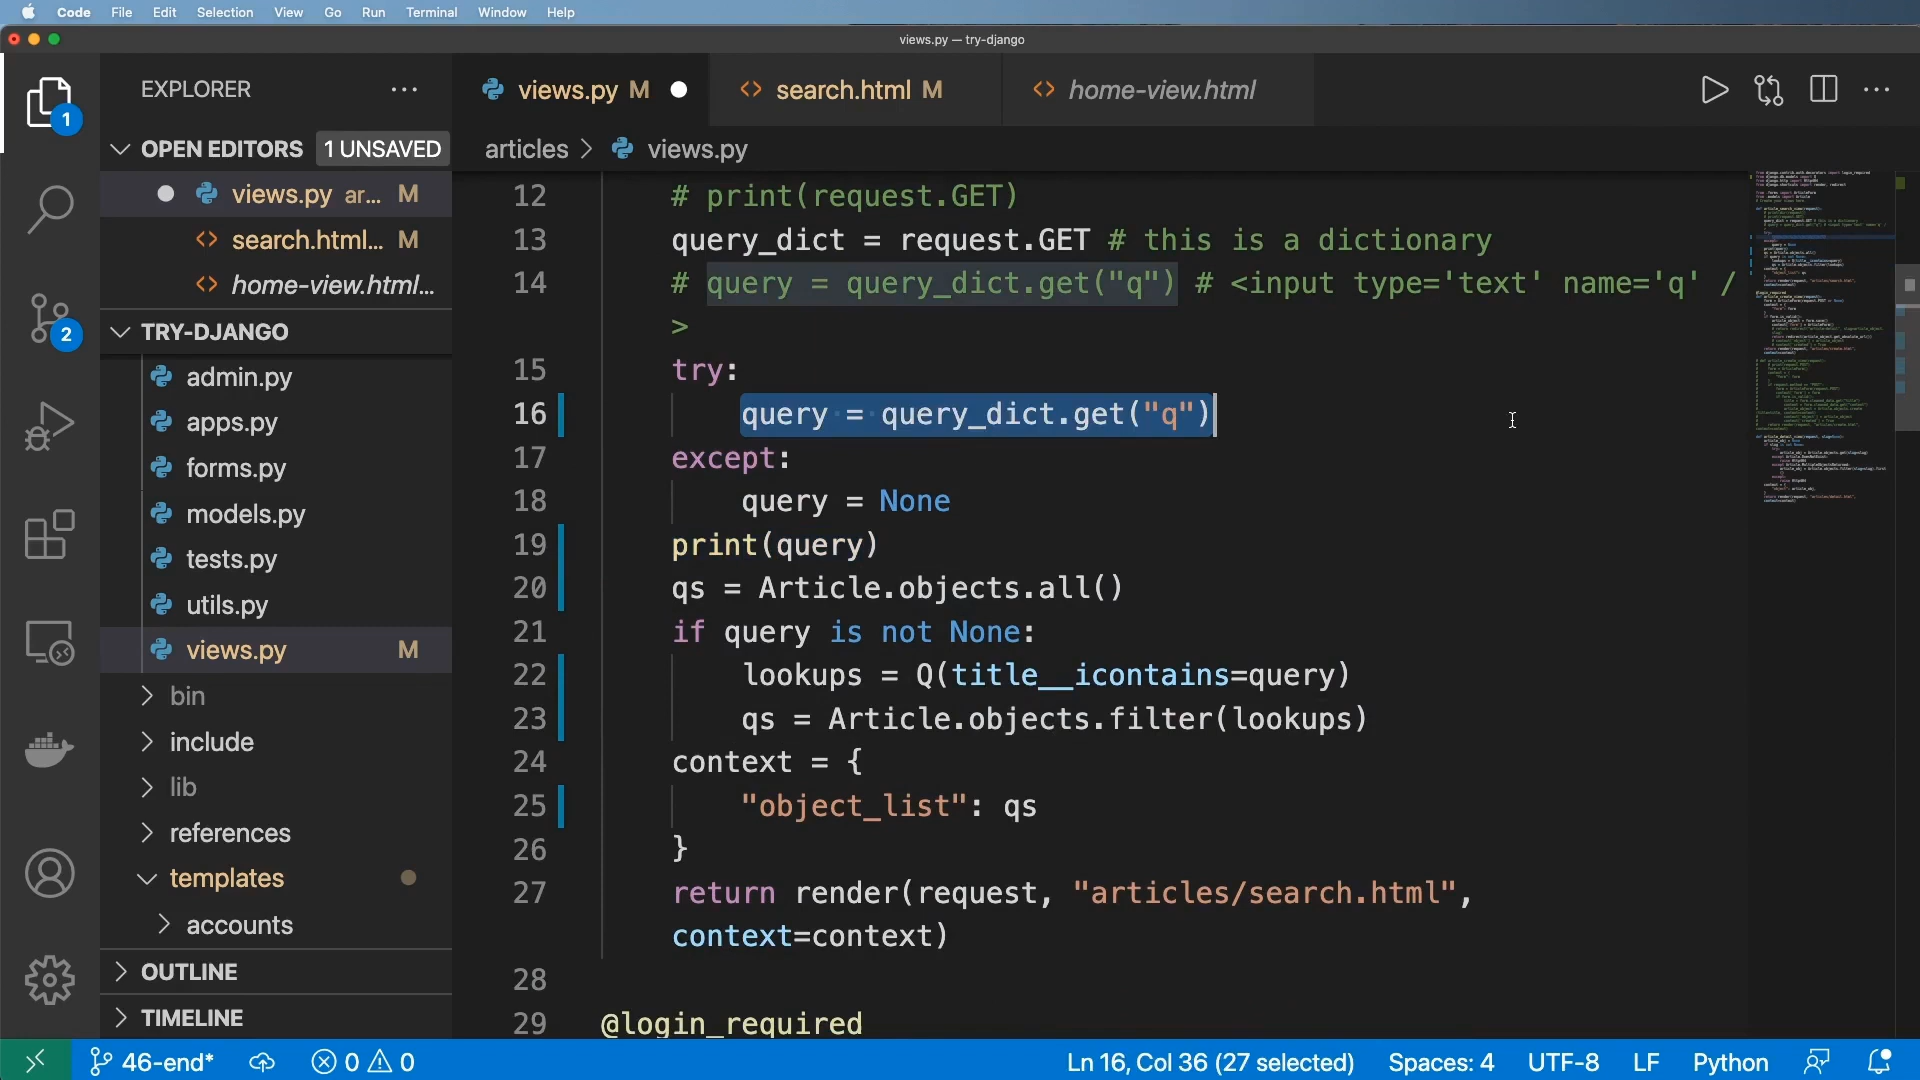 Code File Edit Selection View Go Run Terminal Window Help
views.py — try-django
EXPLORER
OPEN EDITORS 1 UNSAVED
views.py ar... M
search.html... M
home-view.html...
TRY-DJANGO
admin.py
apps.py
forms.py
models.py
tests.py
utils.py
views.py M
bin
include
lib
references
templates
accounts
OUTLINE
TIMELINE
1
2
views.py M
search.html M
home-view.html
articles > views.py
12 # print(request.GET)
13 query_dict = request.GET # this is a dictionary
14 # query = query_dict.get("q") # <input type='text' name='q' /
>
15 try:
16 query = query_dict.get("q")
17 except:
18 query = None
19 print(query)
20 qs = Article.objects.all()
21 if query is not None:
22 lookups = Q(title__icontains=query)
23 qs = Article.objects.filter(lookups)
24 context = {
25 "object_list": qs
26 }
27 return render(request, "articles/search.html",
context=context)
28
29 @login_required
46-end* 0 0 Ln 16, Col 36 (27 selected) Spaces: 4 UTF-8 LF Python